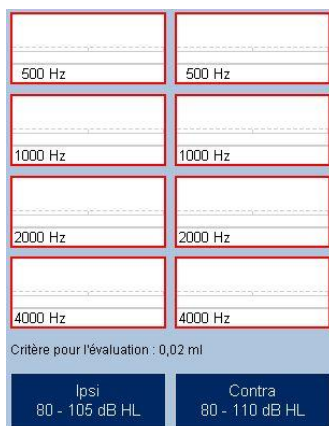 500 Hz 500 Hz
1000 Hz 1000 Hz
2000 Hz 2000 Hz
4000 Hz 4000 Hz
Critère pour l'évaluation : 0,02 ml
Ipsi Contra
80 - 105 dB HL 80 - 110 dB HL